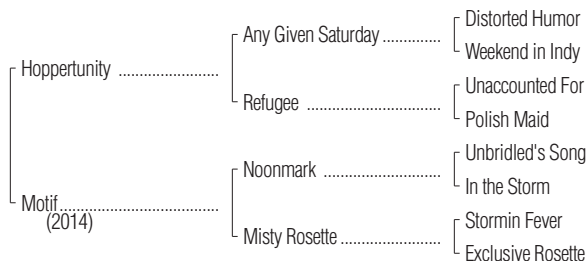 Distorted Humor
Any Given Saturday ..............
Weekend in Indy
Hoppertunity ........................
Unaccounted For
Refugee ................................
Polish Maid
Unbridled's Song
Noonmark ............................
In the Storm
Motif ......................................
(2014)
Stormin Fever
Misty Rosette ........................
Exclusive Rosette